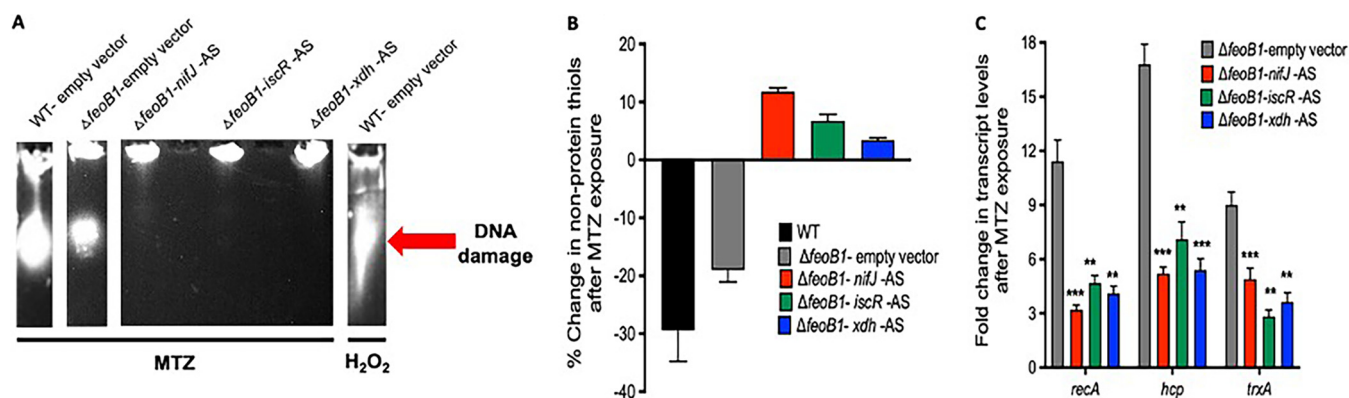 A
WT- empty vector
ΔfeoB1-empty vector
ΔfeoB1-nifJ -AS
ΔfeoB1-iscR -AS
ΔfeoB1-xdh -AS
WT- empty vector
DNA
damage
MTZ
H₂O₂
B
% Change in non-protein thiols
after MTZ exposure
20
10
0
-10
-20
-30
-40
WT
ΔfeoB1- empty vector
ΔfeoB1- nifJ -AS
ΔfeoB1- iscR -AS
ΔfeoB1- xdh -AS
C
Fold change in transcript levels
after MTZ exposure
18
15
12
9
6
3
0
ΔfeoB1-empty vector
ΔfeoB1-nifJ -AS
ΔfeoB1-iscR -AS
ΔfeoB1-xdh -AS
*** ** **
*** ** ***
*** ** **
recA hcp trxA